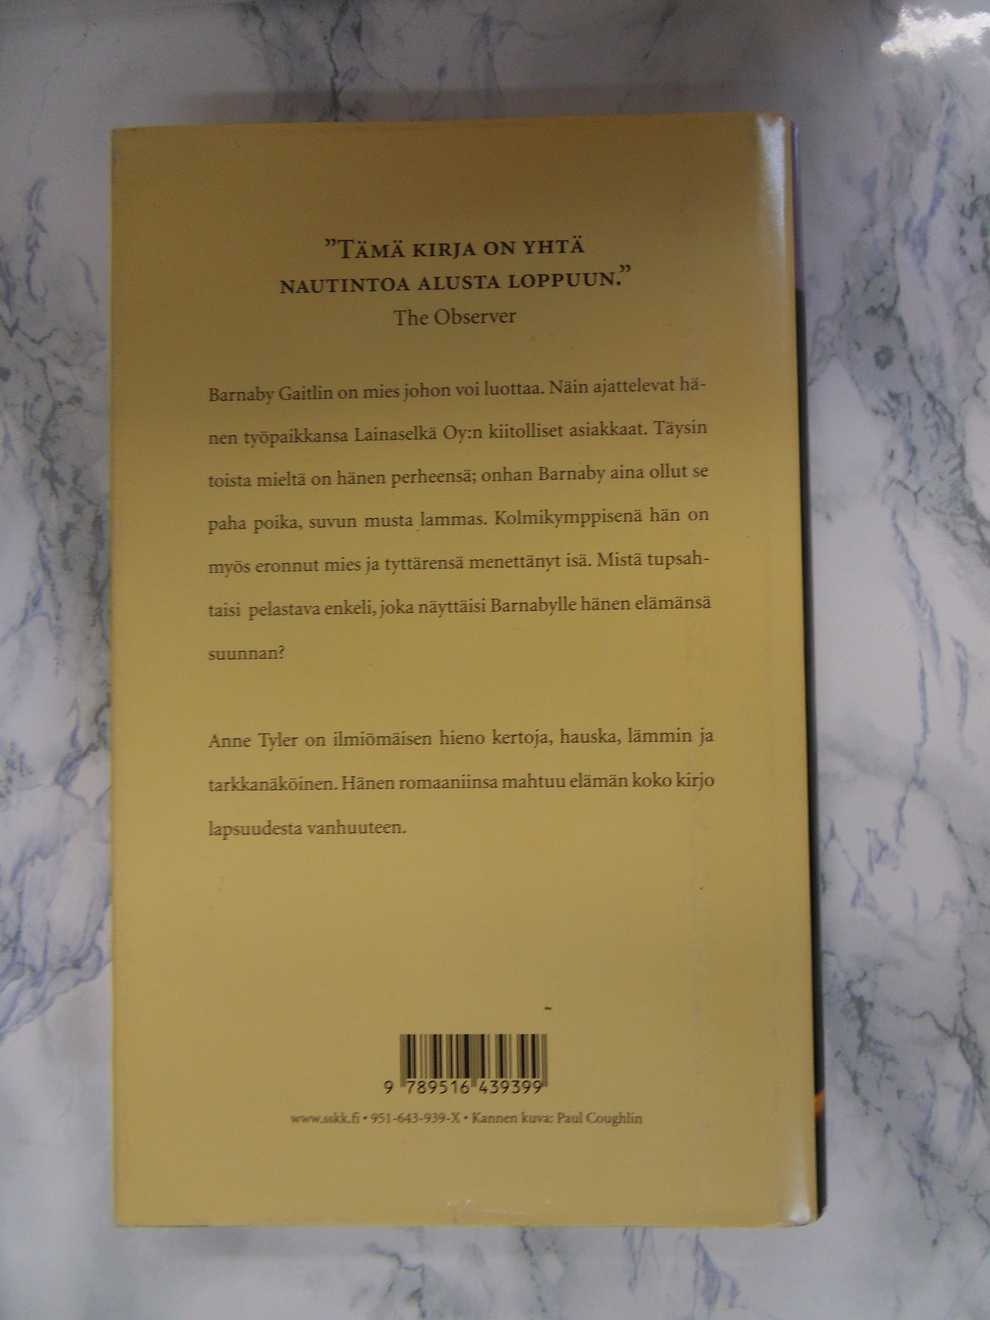 ”TÄMÄ KIRJA ON YHTÄ
NAUTINTOA ALUSTA LOPPUUN.”
The Observer
Barnaby Gaitlin on mies johon voi luottaa. Näin ajattelevat hä-
nen työpaikkansa Lainaselkä Oy:n kiitolliset asiakkaat. Täysin
toista mieltä on hänen perheensä; onhan Barnaby aina ollut se
paha poika, suvun musta lammas. Kolmikymppisenä hän on
myös eronnut mies ja tyttärensä menettänyt isä. Mistä tupsah-
taisi pelastava enkeli, joka näyttäisi Barnabylle hänen elämänsä
suunnan?
Anne Tyler on ilmiömäisen hieno kertoja, hauska, lämmin ja
tarkkanäköinen. Hänen romaaniinsa mahtuu elämän koko kirjo
lapsuudesta vanhuuteen.
9 789516 439399
www.sskk.fi • 951-643-939-X • Kannen kuva: Paul Coughlin